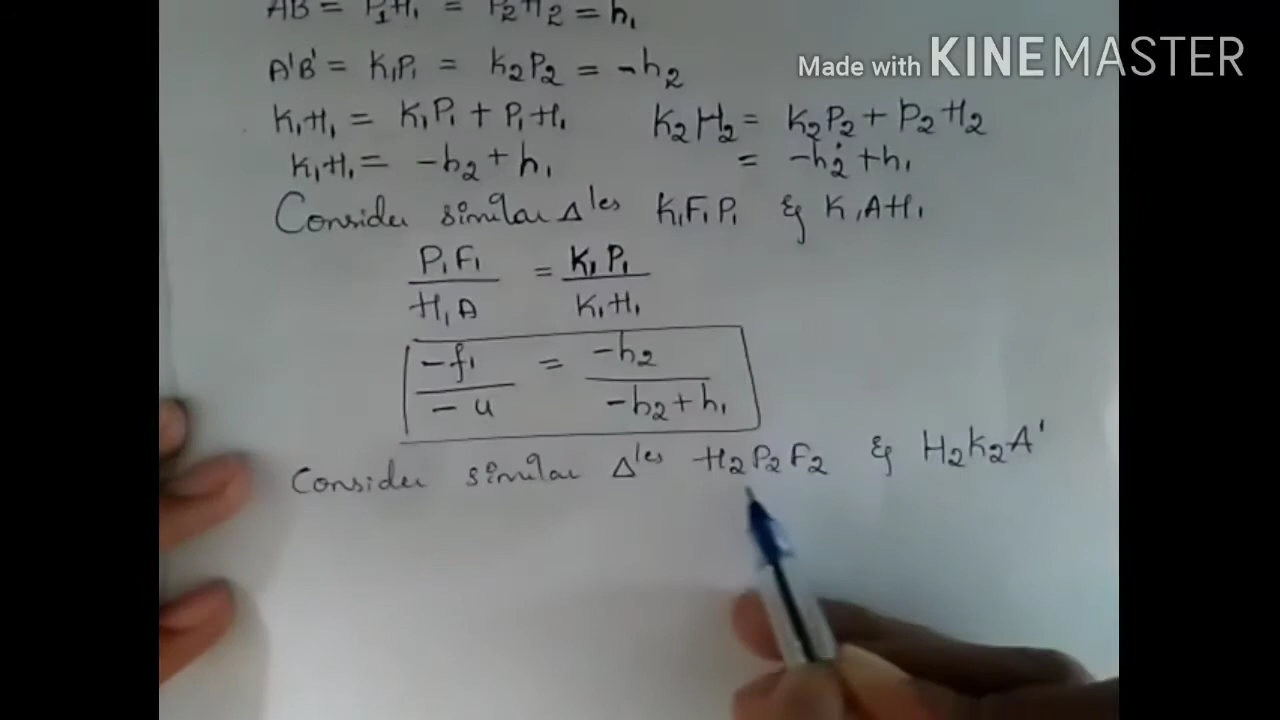 AB = P₁H₁ = P₂H₂ = h₁
Made with KINEMASTER
A'B' = K₁P₁ = K₂P₂ = -h₂
K₁H₁ = K₁P₁ + P₁H₁ K₂H₂ = K₂P₂ + P₂H₂
K₁H₁ = -h₂ + h₁ = -h₂ + h₁
Consider similar Δles K₁F₁P₁ & K₁AH₁
P₁F₁ / H₁A = K₁P₁ / K₁H₁
-f₁ / -u = -h₂ / -h₂ + h₁
Consider similar Δles H₂P₂F₂ & H₂K₂A'